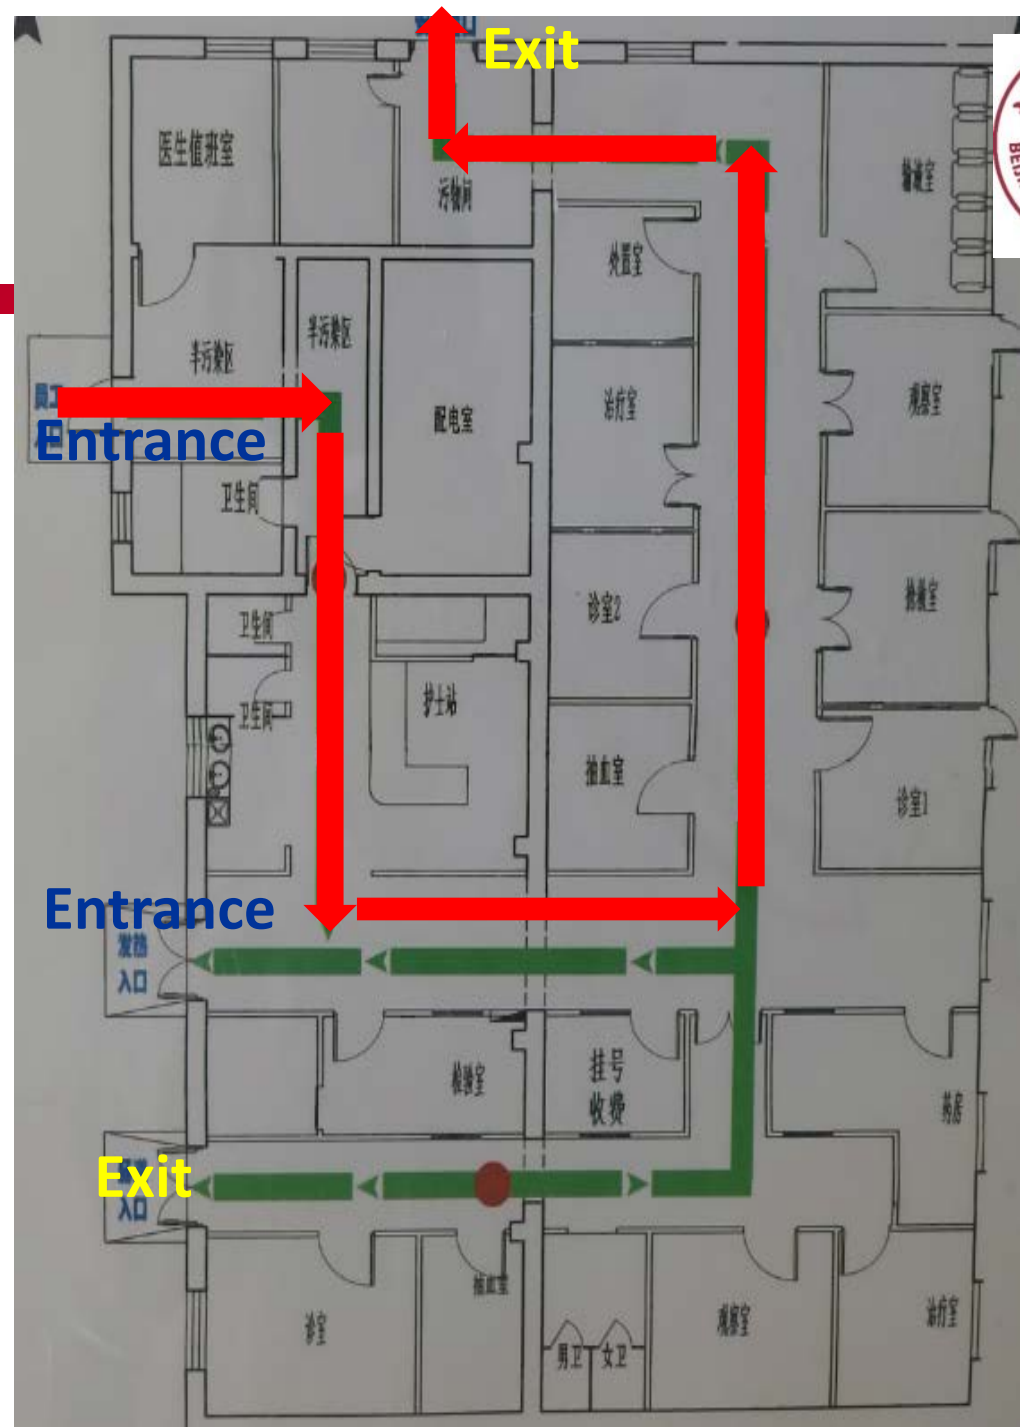 Exit
医生值班室
污物间
输液室
处置室
半污染区
半污染区
员工
Entrance
配电室
治疗室
观察室
卫生间
诊室2
抢救室
卫生间
卫生间
护士站
抽血室
诊室1
Entrance
发热
入口
检验室
挂号
收费
药房
Exit
入口
诊室
抽血室
男卫
女卫
观察室
治疗室